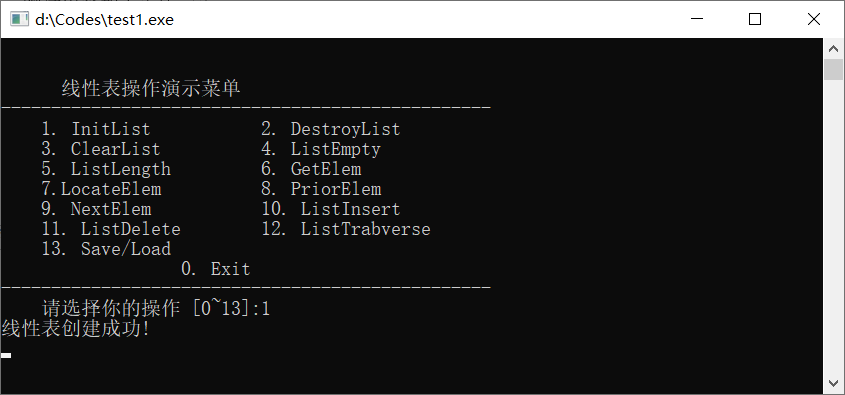 d:\Codes\test1.exe
线性表操作演示菜单
-------------------------------------------------
1. InitList 2. DestroyList
3. ClearList 4. ListEmpty
5. ListLength 6. GetElem
7.LocateElem 8. PriorElem
9. NextElem 10. ListInsert
11. ListDelete 12. ListTrabverse
13. Save/Load
0. Exit
-------------------------------------------------
请选择你的操作 [0~13]:1
线性表创建成功!